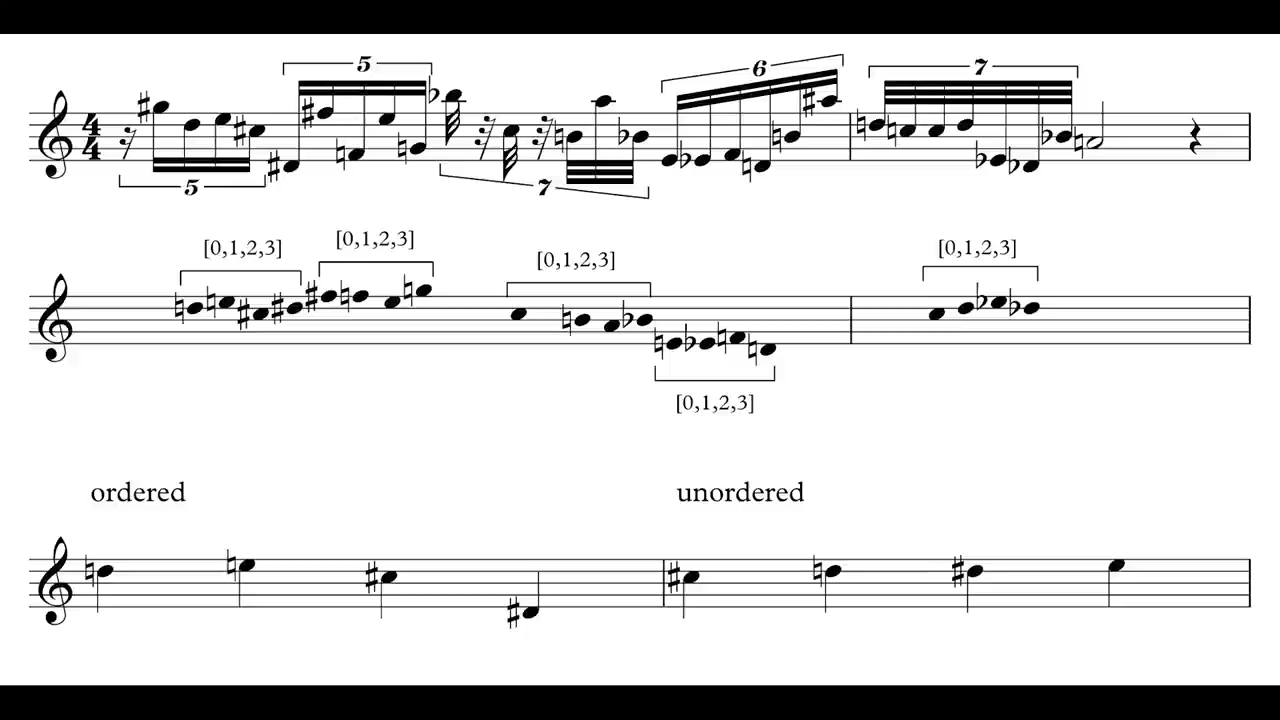 5 6 7
4
4
5 7
[0,1,2,3] [0,1,2,3] [0,1,2,3] [0,1,2,3]
[0,1,2,3]
ordered unordered